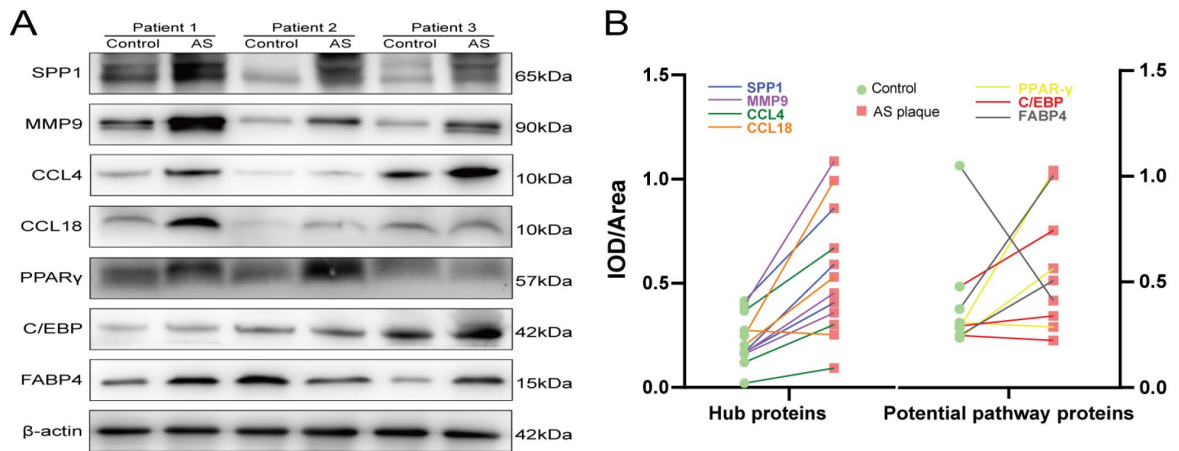 A
Patient 1 Patient 2 Patient 3
Control AS Control AS Control AS
SPP1 65kDa
MMP9 90kDa
CCL4 10kDa
CCL18 10kDa
PPARγ 57kDa
C/EBP 42kDa
FABP4 15kDa
β-actin 42kDa
B
IOD/Area
1.5
1.0
0.5
0.0
SPP1
MMP9
CCL4
CCL18
Control
AS plaque
PPAR-γ
C/EBP
FABP4
1.5
1.0
0.5
0.0
Hub proteins
Potential pathway proteins